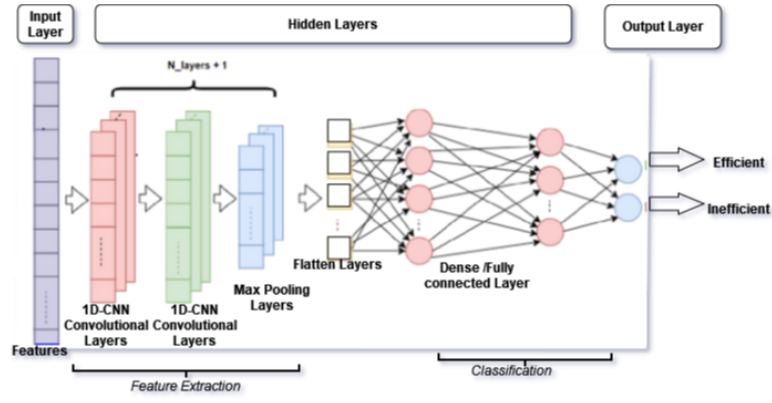 Input
Layer
Hidden Layers
Output Layer
N_layers + 1
Efficient
Inefficient
Flatten Layers
Dense /Fully
connected Layer
Max Pooling
Layers
1D-CNN
Convolutional
Layers
1D-CNN
Convolutional
Layers
Features
Feature Extraction
Classification